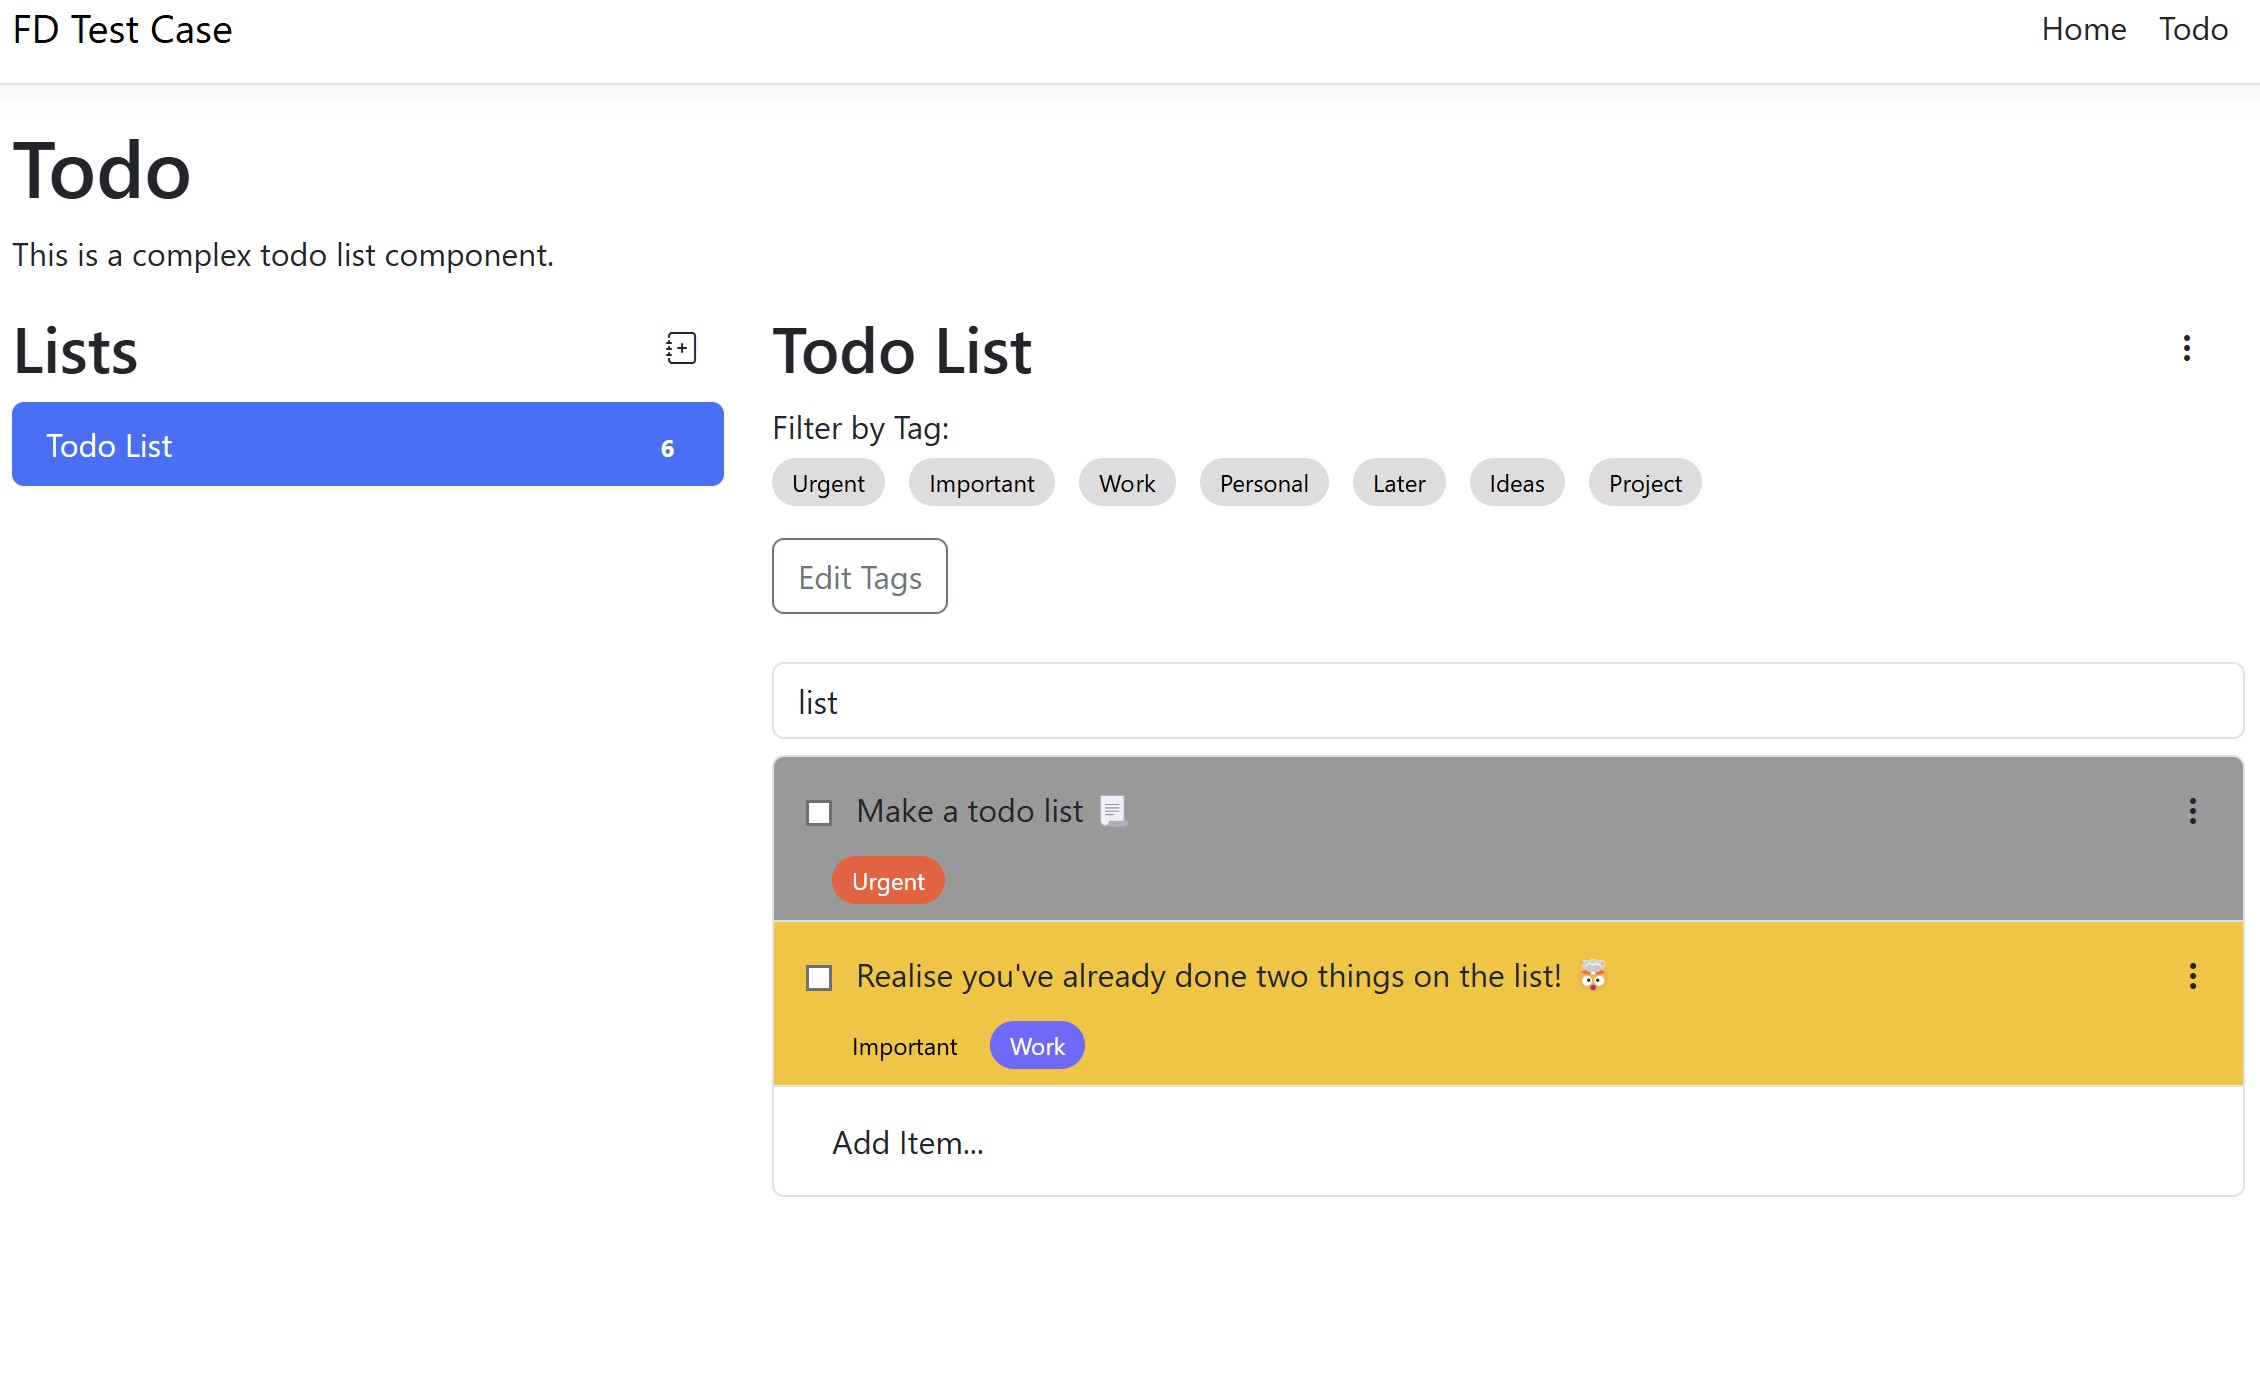 FD Test Case
Home Todo
Todo
This is a complex todo list component.
Lists
Todo List 6
Todo List
Filter by Tag:
Urgent Important Work Personal Later Ideas Project
Edit Tags
list
Make a todo list 📃
Urgent
Realise you've already done two things on the list! 🤯
Important Work
Add Item...